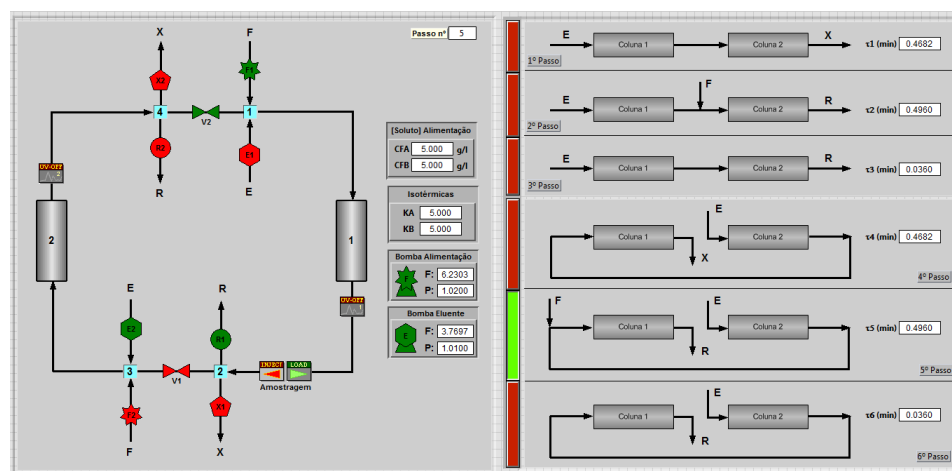 Passo nº 5
X
F
X2
F1
4
V2
1
R2
E1
R
E
UV-OFF
2
2
1
UV-OFF
1
E
R
E2
R1
3
V1
2
INJECT
LOAD
Amostragem
F2
X1
F
X
[Soluto] Alimentação
CFA 5.000 g/l
CFB 5.000 g/l
Isotérmicas
KA 5.000
KB 5.000
Bomba Alimentação
F
F: 6.2303
P: 1.0200
Bomba Eluente
E
F: 3.7697
P: 1.0100
E
Coluna 1
Coluna 2
X
τ1 (min) 0.4682
1º Passo
F
E
Coluna 1
Coluna 2
R
τ2 (min) 0.4960
2º Passo
E
Coluna 1
Coluna 2
R
τ3 (min) 0.0360
3º Passo
E
Coluna 1
Coluna 2
τ4 (min) 0.4682
X
4º Passo
F
E
Coluna 1
Coluna 2
τ5 (min) 0.4960
R
5º Passo
E
Coluna 1
Coluna 2
τ6 (min) 0.0360
R
6º Passo